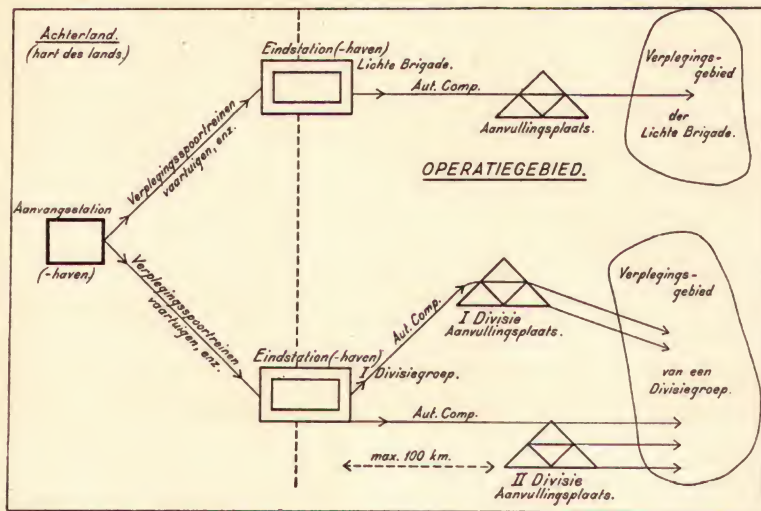 Achterland.
(hart des lands.)
Eindstation (-haven)
Lichte Brigade.
Aut. Comp.
Aanvullingsplaats.
Verplegings-
gebied
der
Lichte Brigade.
Verplegingsspoortreinen
vaartuigen, enz.
OPERATIEGEBIED.
Aanvangsstation
(-haven)
Verplegingsspoortreinen
vaartuigen, enz.
Eindstation (-haven)
I Divisiegroep.
Aut. Comp.
I Divisie
Aanvullingsplaats.
Verplegings-
gebied
van een
Divisiegroep.
Aut. Comp.
max. 100 km.
II Divisie
Aanvullingsplaats.